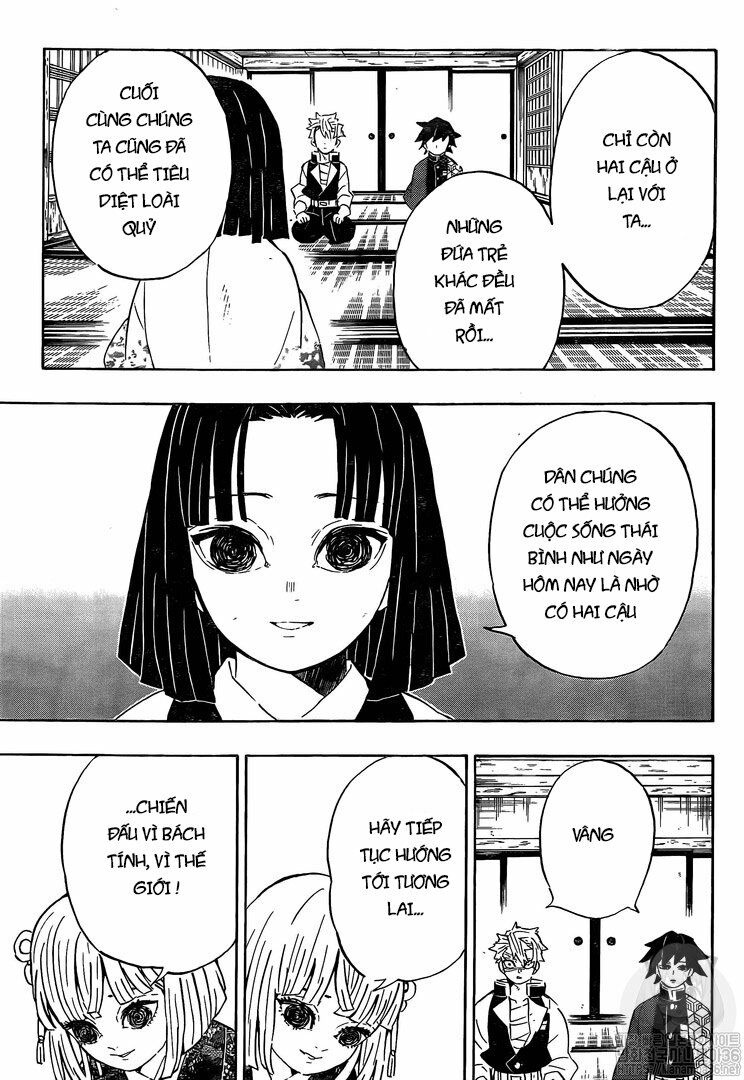 CHỈ CÒN
HAI CẬU Ở
LẠI VỚI
TA...
NHỮNG
ĐỨA TRẺ
KHÁC ĐỀU
ĐÃ MẤT
RỒI...
CUỐI
CÙNG CHÚNG
TA CŨNG ĐÃ
CÓ THỂ TIÊU
DIỆT LOÀI
QUỶ
DÂN CHÚNG
CÓ THỂ HƯỞNG
CUỘC SỐNG THÁI
BÌNH NHƯ NGÀY
HÔM NAY LÀ NHỜ
CÓ HAI CẬU
VÂNG
HÃY TIẾP
TỤC HƯỚNG
TỚI TƯƠNG
LAI...
...CHIẾN
ĐẤU VÌ BÁCH
TÍNH, VÌ THẾ
GIỚI !